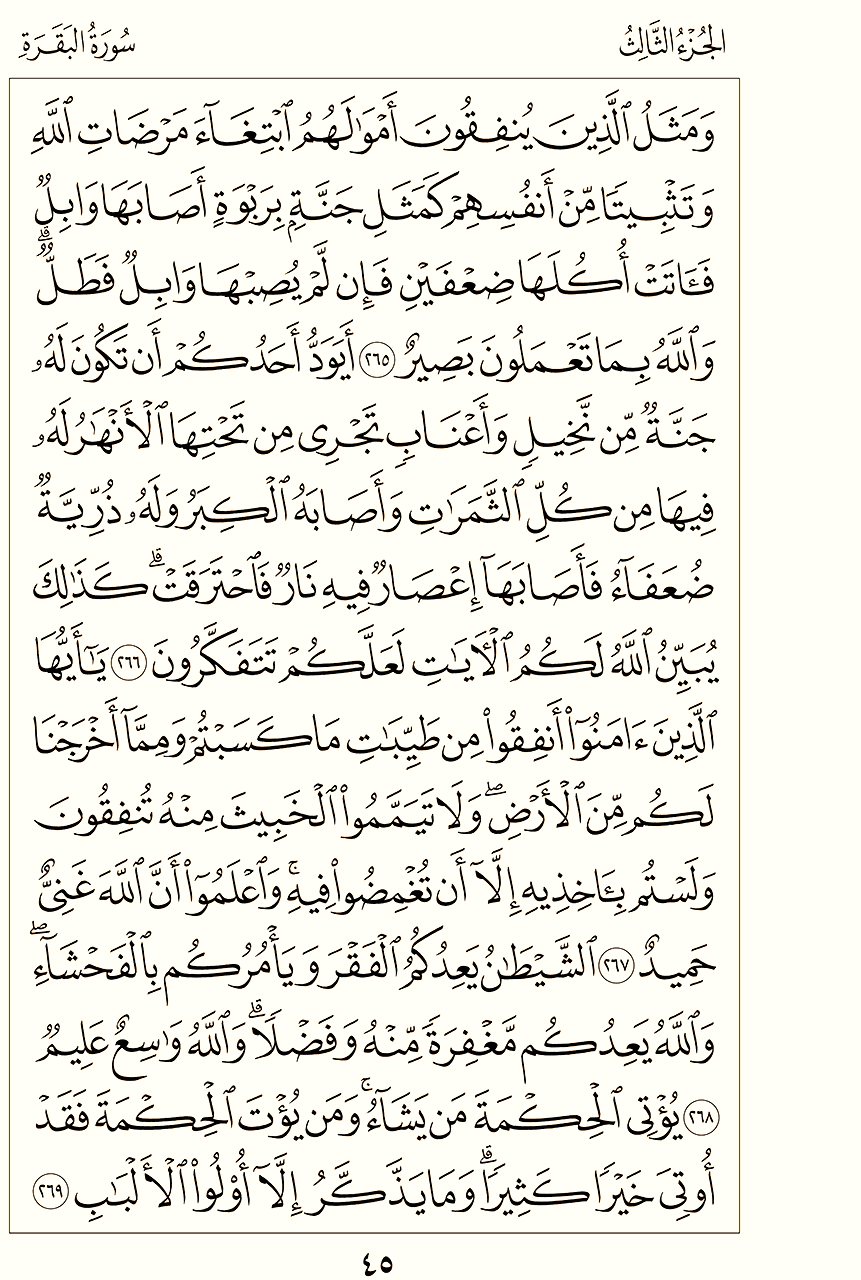 الجُزْءُ الثَّالِثُ
سُورَةُ البَقَرَةِ
وَمَثَلُ ٱلَّذِينَ يُنفِقُونَ أَمْوَٰلَهُمُ ٱبْتِغَآءَ مَرْضَاتِ ٱللَّهِ
وَتَثْبِيتًا مِّنْ أَنفُسِهِمْ كَمَثَلِ جَنَّةٍۭ بِرَبْوَةٍ أَصَابَهَا وَابِلٌ
فَـَٔاتَتْ أُكُلَهَا ضِعْفَيْنِ فَإِن لَّمْ يُصِبْهَا وَابِلٌ فَطَلٌّ ۗ
وَٱللَّهُ بِمَا تَعْمَلُونَ بَصِيرٌ ٢٦٥ أَيَوَدُّ أَحَدُكُمْ أَن تَكُونَ لَهُۥ
جَنَّةٌ مِّن نَّخِيلٍ وَأَعْنَابٍ تَجْرِى مِن تَحْتِهَا ٱلْأَنْهَٰرُ لَهُۥ
فِيهَا مِن كُلِّ ٱلثَّمَرَٰتِ وَأَصَابَهُ ٱلْكِبَرُ وَلَهُۥ ذُرِّيَّةٌ
ضُعَفَآءُ فَأَصَابَهَآ إِعْصَارٌ فِيهِ نَارٌ فَٱحْتَرَقَتْ ۗ كَذَٰلِكَ
يُبَيِّنُ ٱللَّهُ لَكُمُ ٱلْـَٔايَٰتِ لَعَلَّكُمْ تَتَفَكَّرُونَ ٢٦٦ يَٰٓأَيُّهَا
ٱلَّذِينَ ءَامَنُوٓا۟ أَنفِقُوا۟ مِن طَيِّبَٰتِ مَا كَسَبْتُمْ وَمِمَّآ أَخْرَجْنَا
لَكُم مِّنَ ٱلْأَرْضِ ۖ وَلَا تَيَمَّمُوا۟ ٱلْخَبِيثَ مِنْهُ تُنفِقُونَ
وَلَسْتُم بِـَٔاخِذِيهِ إِلَّآ أَن تُغْمِضُوا۟ فِيهِ ۚ وَٱعْلَمُوٓا۟ أَنَّ ٱللَّهَ غَنِىٌّ
حَمِيدٌ ٢٦٧ ٱلشَّيْطَٰنُ يَعِدُكُمُ ٱلْفَقْرَ وَيَأْمُرُكُم بِٱلْفَحْشَآءِ ۖ
وَٱللَّهُ يَعِدُكُم مَّغْفِرَةً مِّنْهُ وَفَضْلًا ۗ وَٱللَّهُ وَٰسِعٌ عَلِيمٌ
٢٦٨ يُؤْتِى ٱلْحِكْمَةَ مَن يَشَآءُ ۚ وَمَن يُؤْتَ ٱلْحِكْمَةَ فَقَدْ
أُوتِىَ خَيْرًا كَثِيرًا ۗ وَمَا يَذَّكَّرُ إِلَّآ أُو۟لُوا۟ ٱلْأَلْبَٰبِ ٢٦٩
٤٥